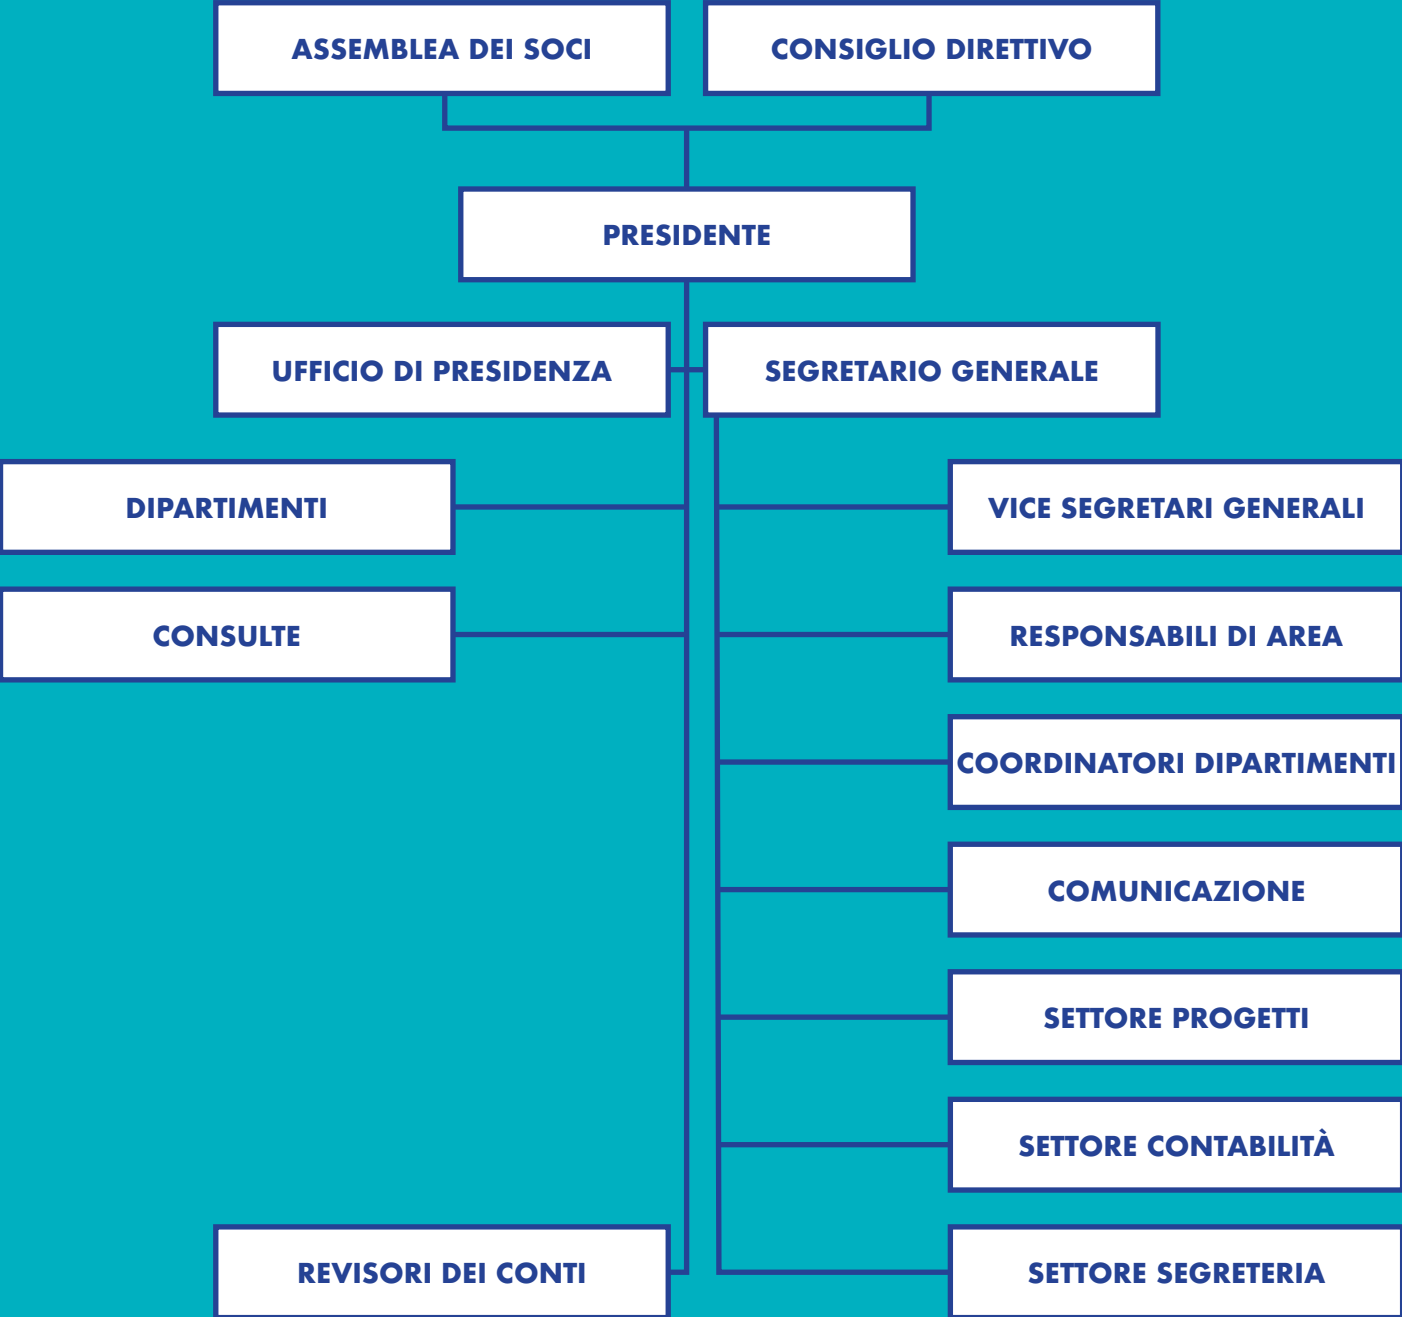 ASSEMBLEA DEI SOCI
CONSIGLIO DIRETTIVO
PRESIDENTE
UFFICIO DI PRESIDENZA
SEGRETARIO GENERALE
DIPARTIMENTI
VICE SEGRETARI GENERALI
CONSULTE
RESPONSABILI DI AREA
COORDINATORI DIPARTIMENTI
COMUNICAZIONE
SETTORE PROGETTI
SETTORE CONTABILITÀ
REVISORI DEI CONTI
SETTORE SEGRETERIA